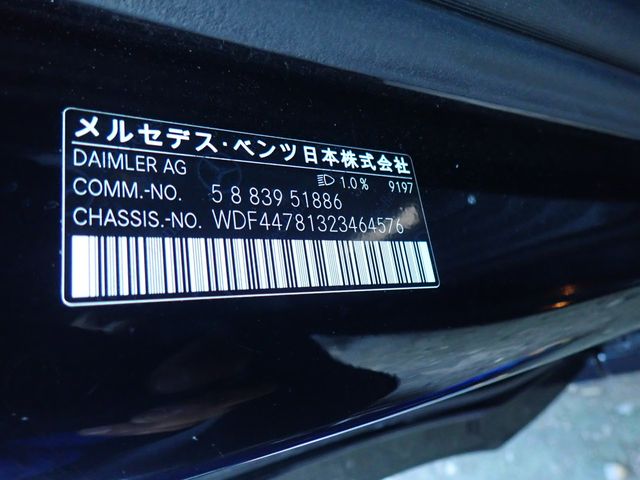 メルセデス・ベンツ日本株式会社
DAIMLER AG
1.0% 9197
COMM.-NO. 5 8 839 51886
CHASSIS.-NO. WDF44781323464576